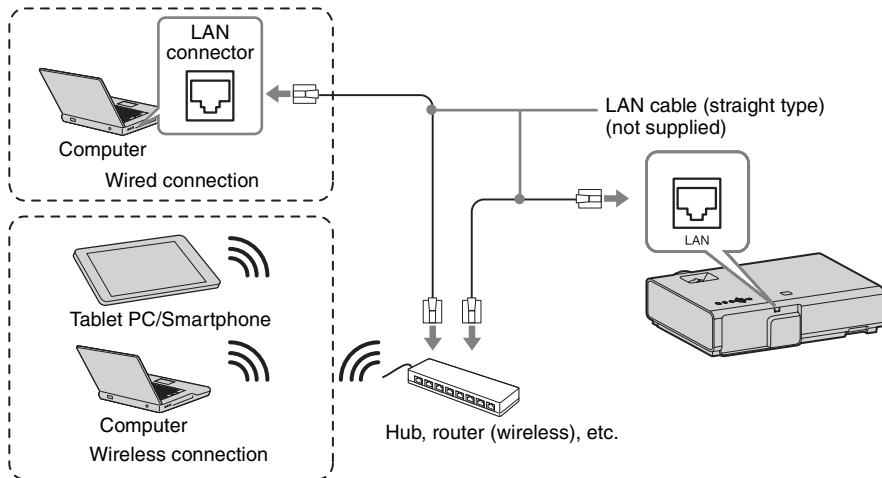 LAN
connector
Computer
Wired connection
LAN cable (straight type)
(not supplied)
LAN
Tablet PC/Smartphone
Computer
Wireless connection
Hub, router (wireless), etc.